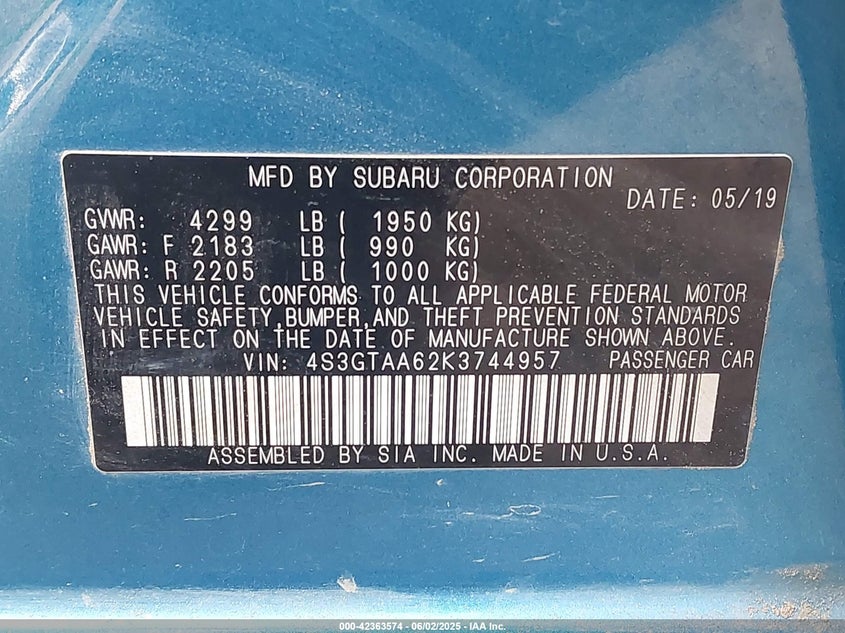 MFD BY SUBARU CORPORATION
DATE: 05/19
GVWR: 4299 LB ( 1950 KG)
GAWR: F 2183 LB ( 990 KG)
GAWR: R 2205 LB ( 1000 KG)
THIS VEHICLE CONFORMS TO ALL APPLICABLE FEDERAL MOTOR
VEHICLE SAFETY,BUMPER,AND THEFT PREVENTION STANDARDS
IN EFFECT ON THE DATE OF MANUFACTURE SHOWN ABOVE.
VIN: 4S3GTAA62K3744957 PASSENGER CAR
ASSEMBLED BY SIA INC. MADE IN U.S.A.
000-42363574 - 06/02/2025 - IAA Inc.